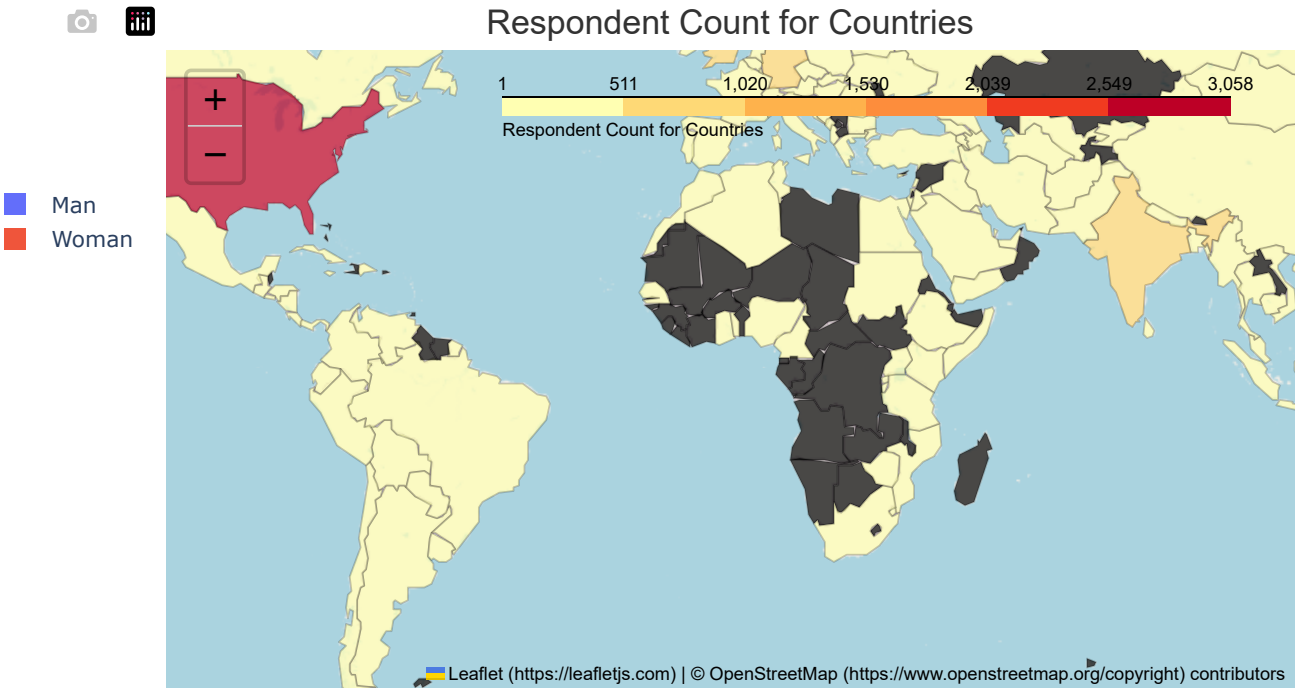 Respondent Count for Countries
+
−
1 511 1,020 1,530 2,039 2,549 3,058
Respondent Count for Countries
Man
Woman
Leaflet (https://leafletjs.com) | © OpenStreetMap (https://www.openstreetmap.org/copyright) contributors